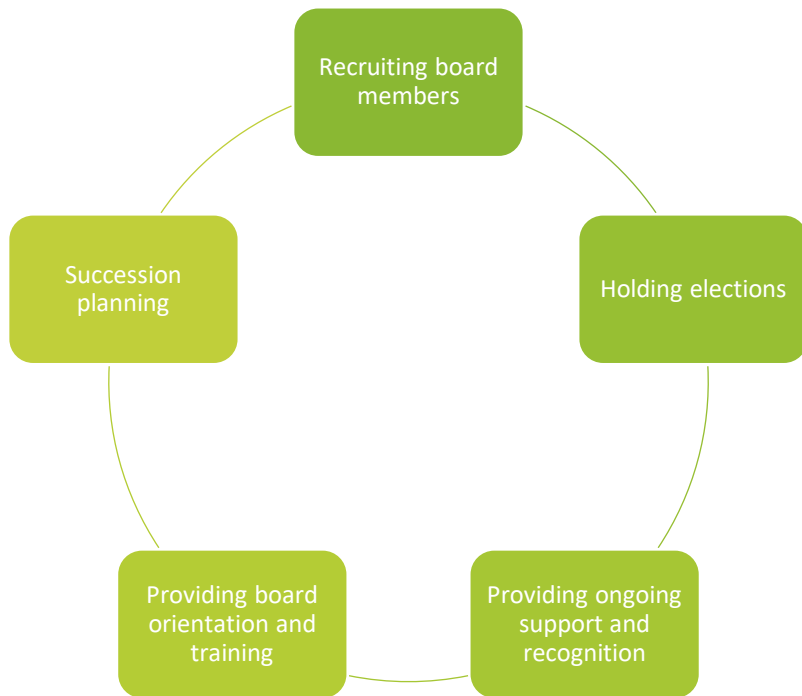 Recruiting board
members
Holding elections
Providing ongoing
support and
recognition
Providing board
orientation and
training
Succession
planning